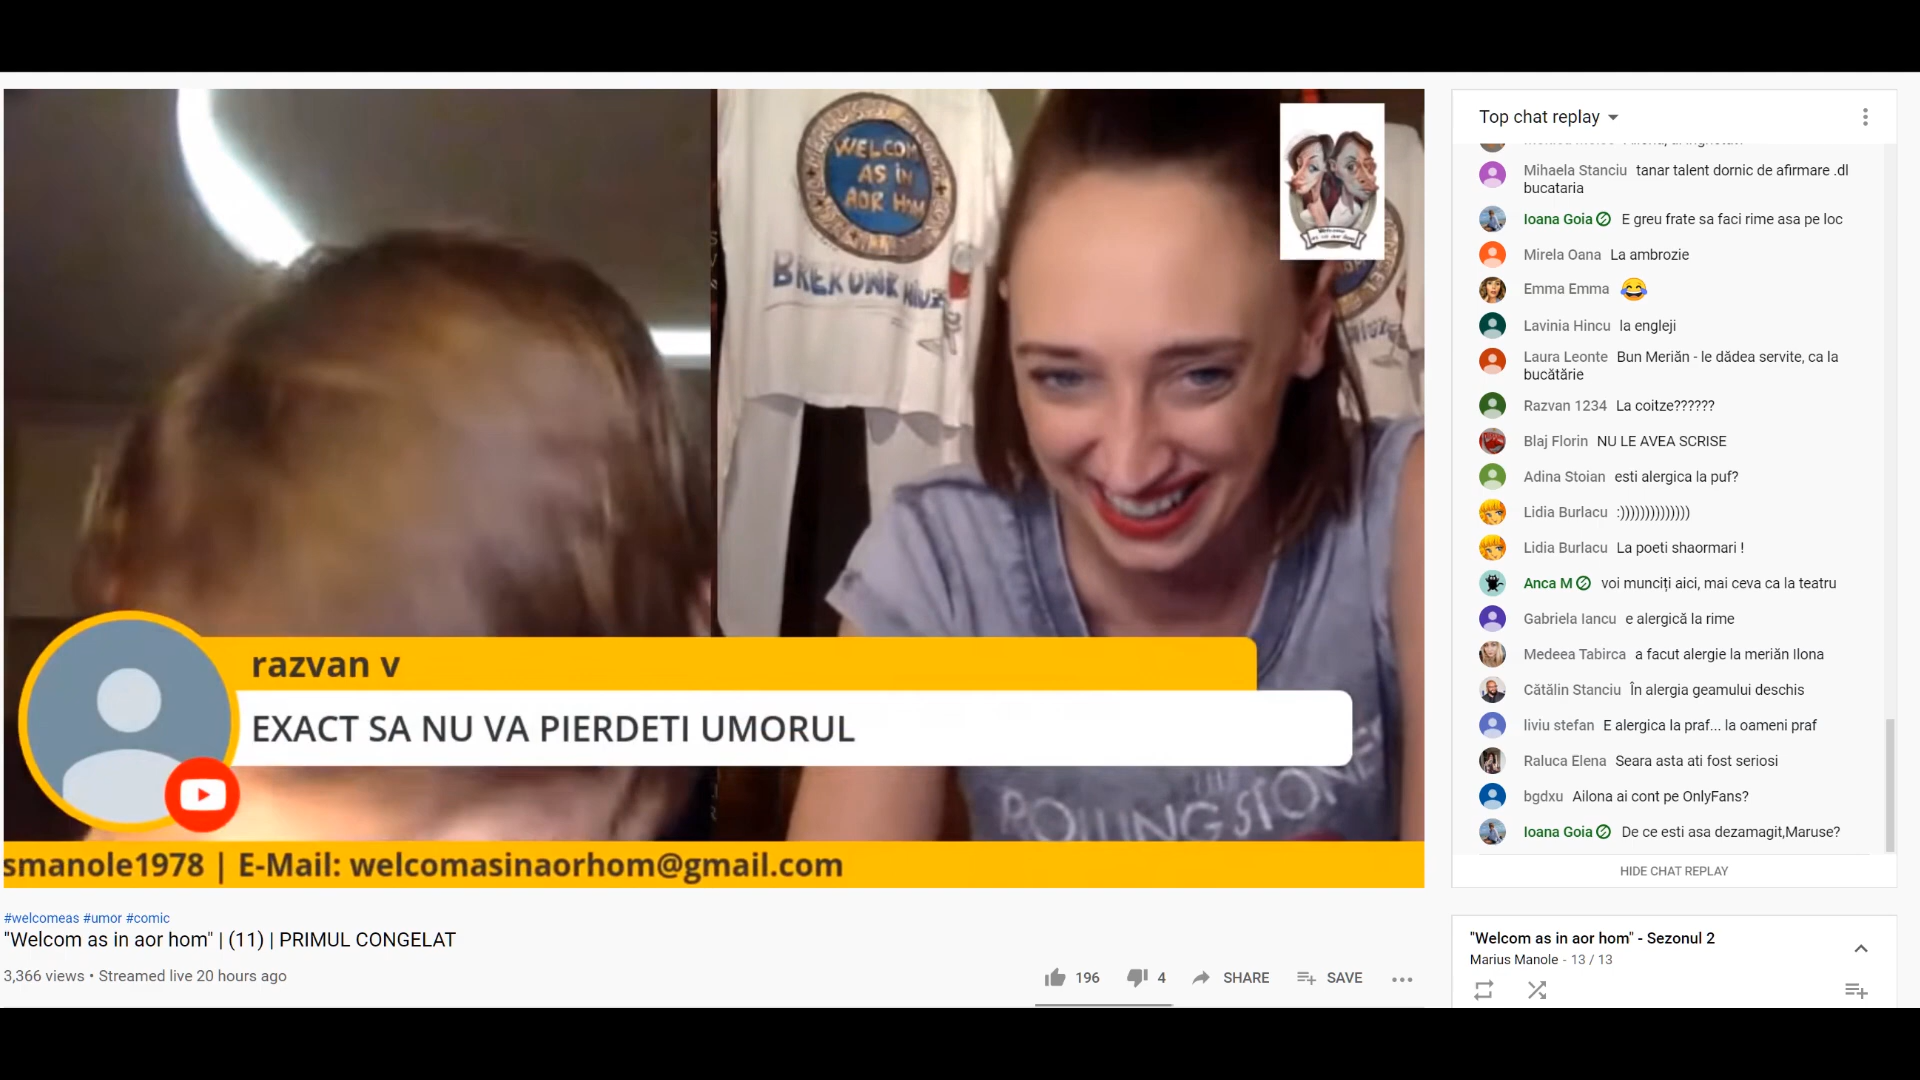 WELCOM
AS in
AOR HOM
BREKUNK NIUZ
razvan v
EXACT SA NU VA PIERDETI UMORUL
ROLLING STONES
smanole1978 | E-Mail: welcomasinaorhom@gmail.com
#welcomeas #umor #comic
"Welcom as in aor hom" | (11) | PRIMUL CONGELAT
3,366 views • Streamed live 20 hours ago
196
4
SHARE
SAVE
Top chat replay
Mihaela Stanciu tanar talent dornic de afirmare .dl
bucataria
Ioana Goia E greu frate sa faci rime asa pe loc
Mirela Oana La ambrozie
Emma Emma 😂
Lavinia Hincu la engleji
Laura Leonte Bun Meriăn - le dădea servite, ca la
bucătărie
Razvan 1234 La coitze??????
Blaj Florin NU LE AVEA SCRISE
Adina Stoian esti alergica la puf?
Lidia Burlacu :))))))))))))))
Lidia Burlacu La poeti shaormari !
Anca M voi munciți aici, mai ceva ca la teatru
Gabriela Iancu e alergică la rime
Medeea Tabirca a facut alergie la meriăn Ilona
Cătălin Stanciu În alergia geamului deschis
liviu stefan E alergica la praf... la oameni praf
Raluca Elena Seara asta ati fost seriosi
bgdxu Ailona ai cont pe OnlyFans?
Ioana Goia De ce esti asa dezamagit,Maruse?
HIDE CHAT REPLAY
"Welcom as in aor hom" - Sezonul 2
Marius Manole - 13 / 13